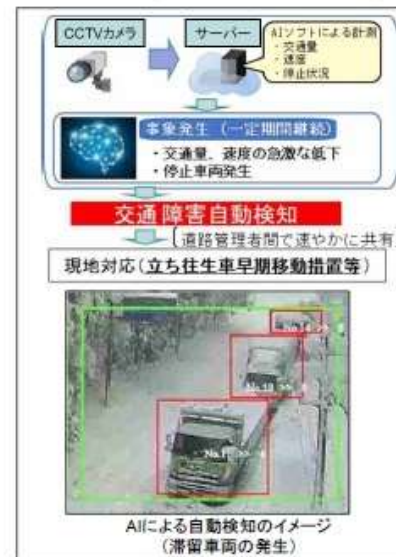 CCTVカメラ
サーバー
AIソフトによる計測
・交通量
・速度
・停止状況
事象発生（一定期間継続）
・交通量、速度の急激な低下
・停止車両発生
交通障害自動検知
道路管理者間で速やかに共有
現地対応(立ち往生車早期移動措置等)
AIによる自動検知のイメージ
(滞留車両の発生)